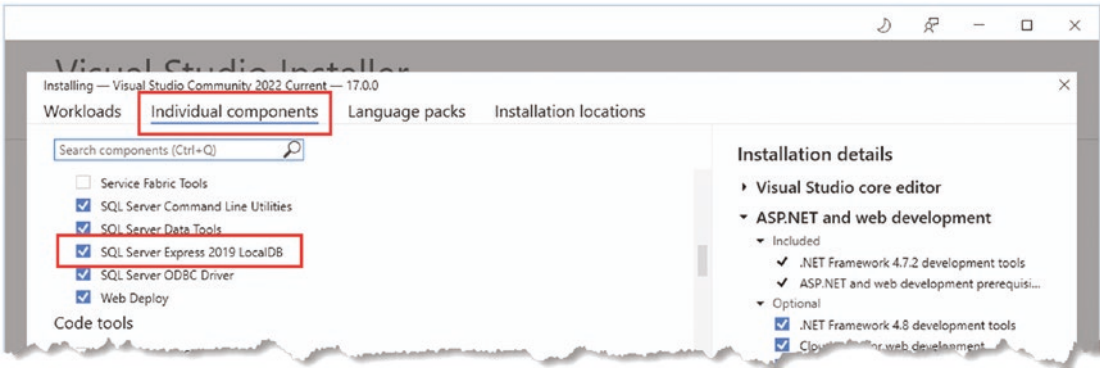 Visual Studio Installer
Installing — Visual Studio Community 2022 Current — 17.0.0
Workloads Individual components Language packs Installation locations
Search components (Ctrl+Q)
Service Fabric Tools
SQL Server Command Line Utilities
SQL Server Data Tools
SQL Server Express 2019 LocalDB
SQL Server ODBC Driver
Web Deploy
Code tools
Installation details
Visual Studio core editor
ASP.NET and web development
Included
.NET Framework 4.7.2 development tools
ASP.NET and web development prerequisi...
Optional
.NET Framework 4.8 development tools
web development